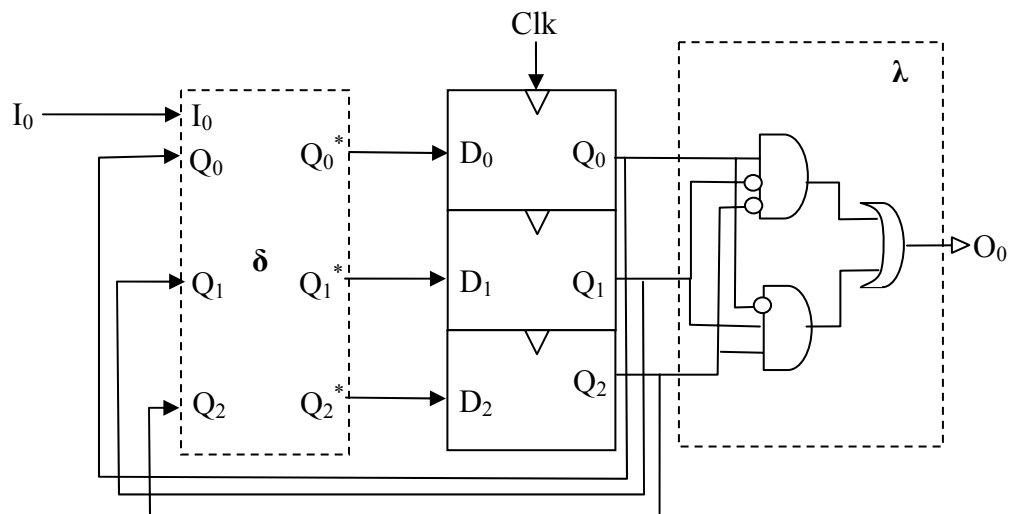 Clk
λ
I₀
I₀
Q₀
Q₀*
D₀
Q₀
O₀
δ
Q₁
Q₁*
D₁
Q₁
Q₂
Q₂*
D₂
Q₂